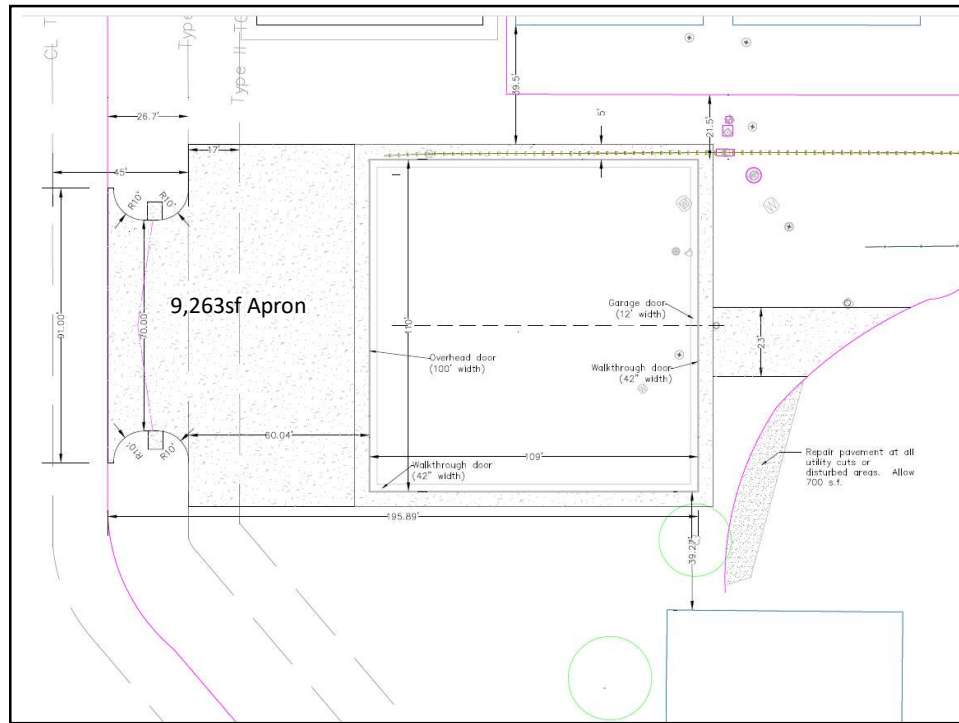 CL T
Type
Type II TO
39.5'
26.7'
5'
21.5'
17'
45'
R10'
R10'
W
9,263sf Apron
91.00'
70.00'
110'
Garage door
(12' width)
23'
Overhead door
(100' width)
Walkthrough door
(42" width)
R10'
R10'
60.04'
109'
Walkthrough door
(42" width)
Repair pavement at all
utility cuts or
disturbed areas. Allow
700 s.f.
195.89'
39.27'